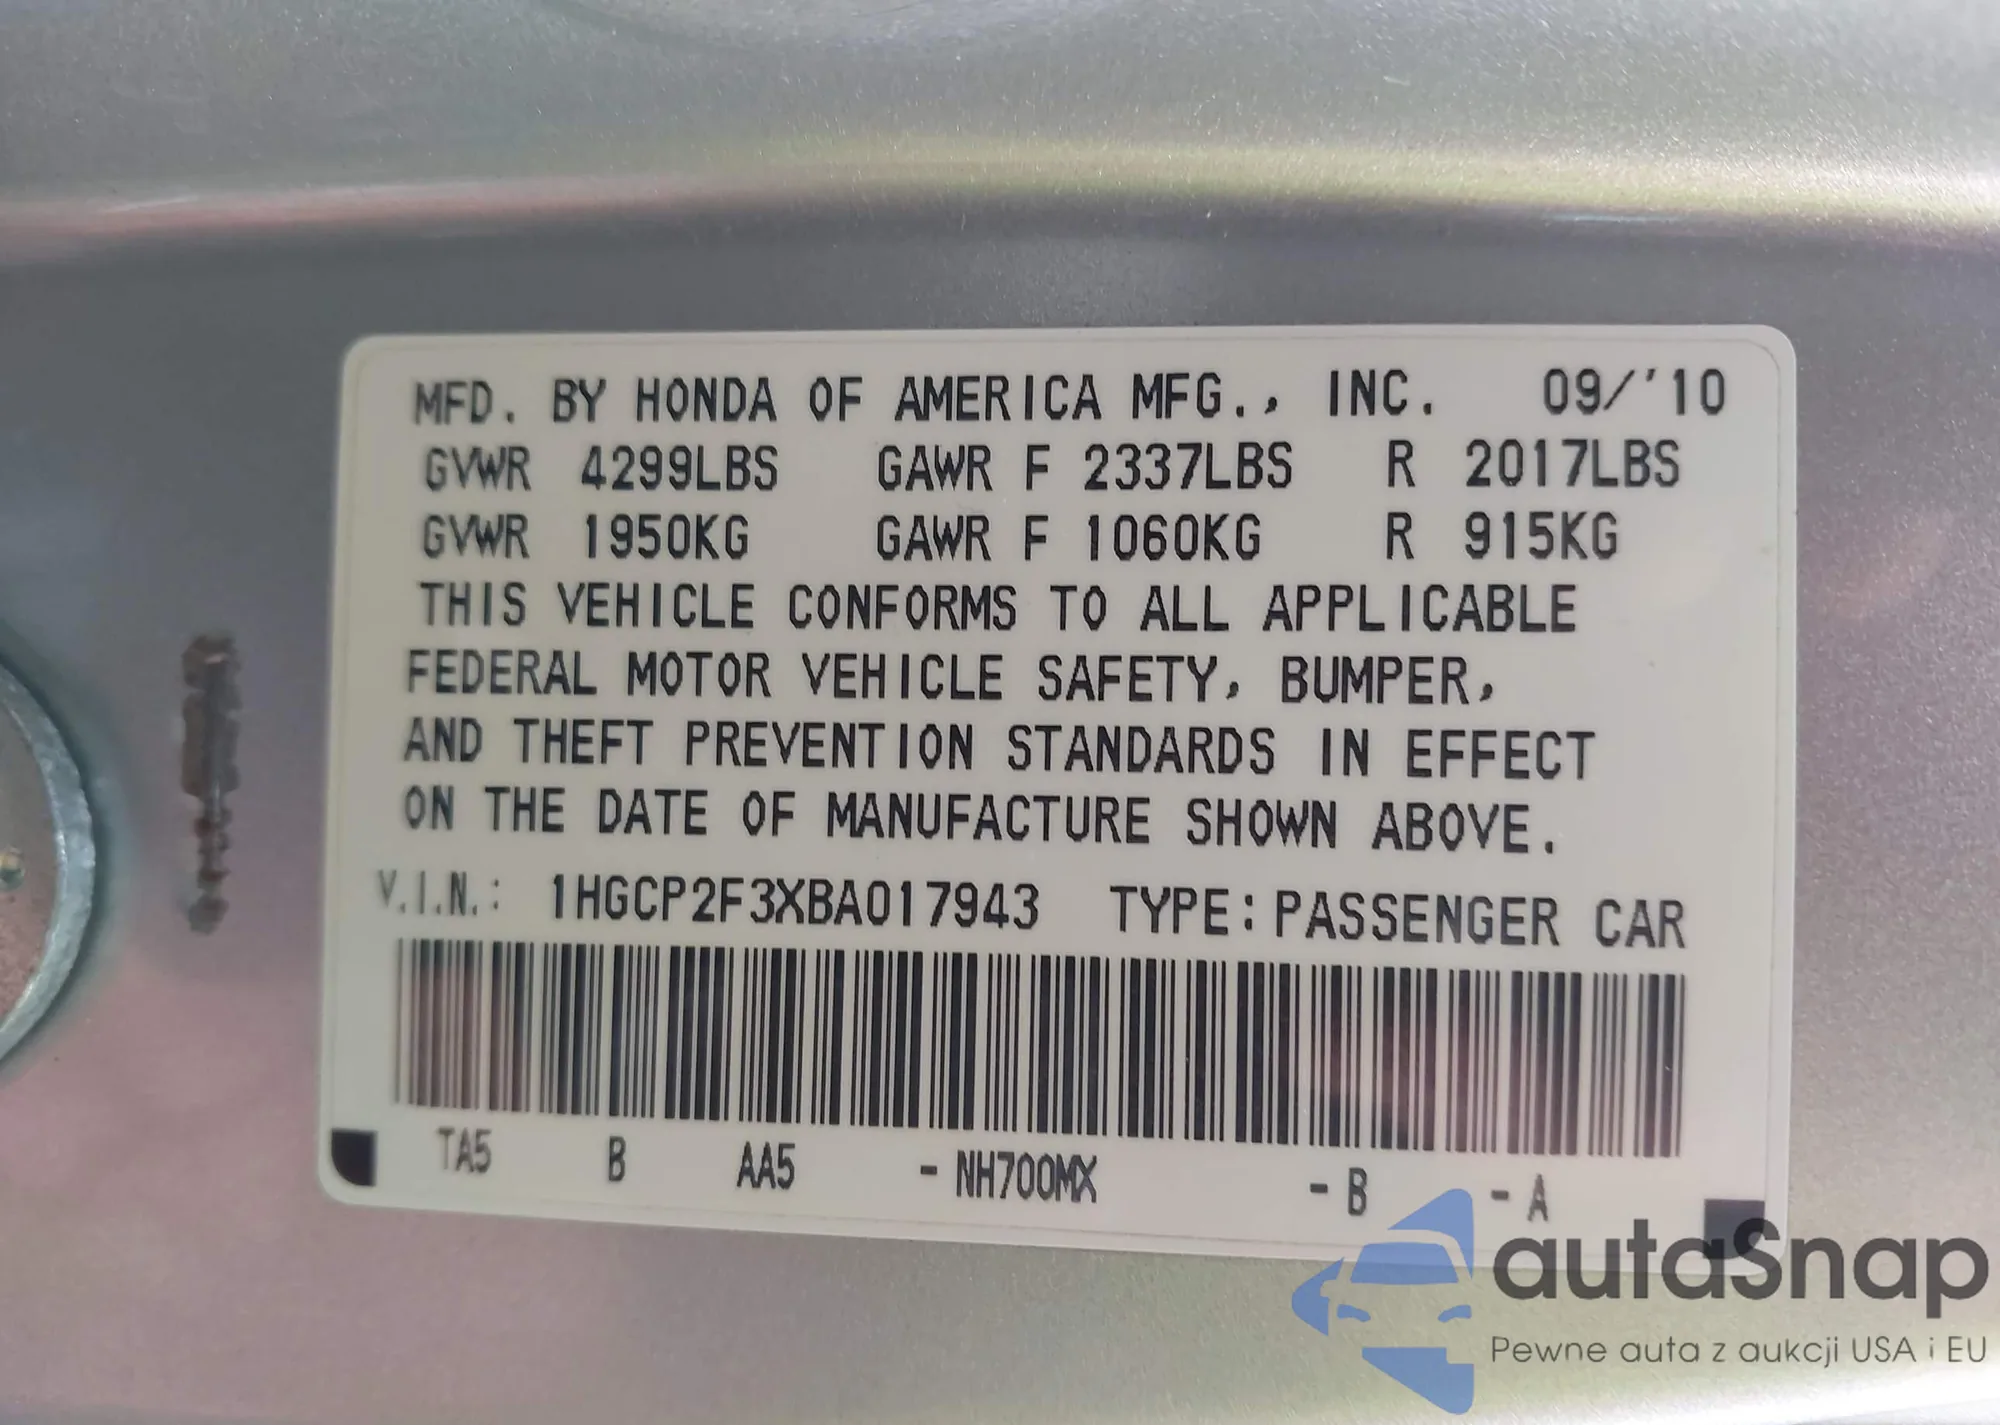 MFD. BY HONDA OF AMERICA MFG., INC. 09/'10
GVWR 4299LBS GAWR F 2337LBS R 2017LBS
GVWR 1950KG GAWR F 1060KG R 915KG
THIS VEHICLE CONFORMS TO ALL APPLICABLE
FEDERAL MOTOR VEHICLE SAFETY, BUMPER,
AND THEFT PREVENTION STANDARDS IN EFFECT
ON THE DATE OF MANUFACTURE SHOWN ABOVE.
V.I.N.: 1HGCP2F3XBA017943 TYPE: PASSENGER CAR
TA5 B AA5 - NH700MX - B - A
autaSnap
Pewne auta z aukcji USA i EU